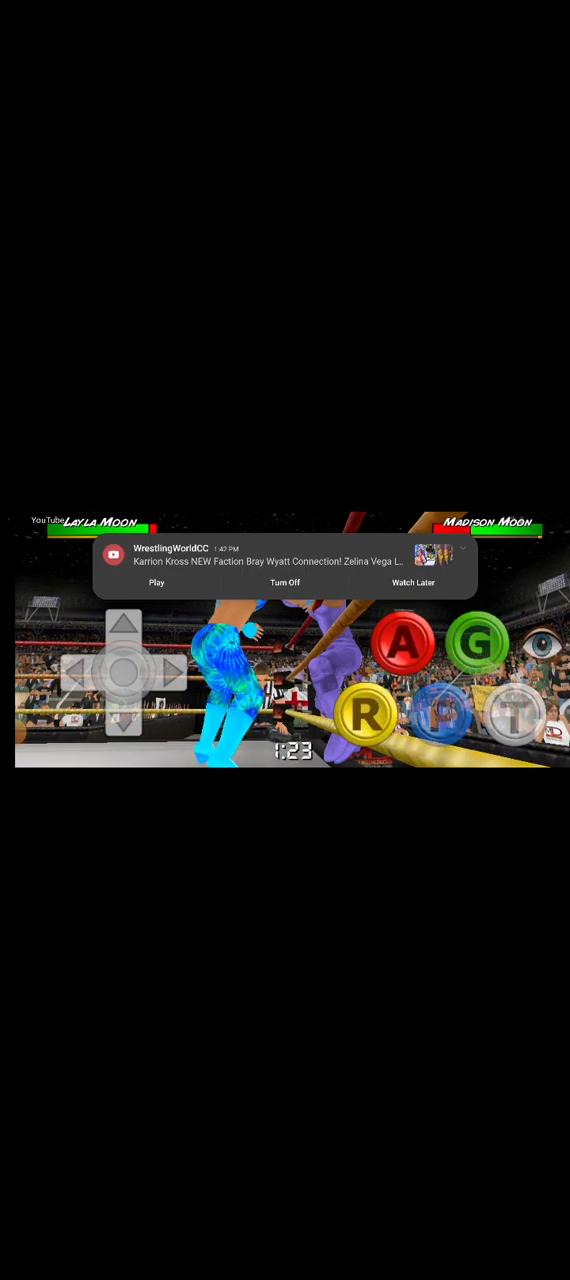 YouTube
LAYLA MOON
MADISON MOON
WrestlingWorldCC 1:42 PM
Karrion Kross NEW Faction Bray Wyatt Connection! Zelina Vega L..
Play
Turn Off
Watch Later
A
G
R
P
T
1:23